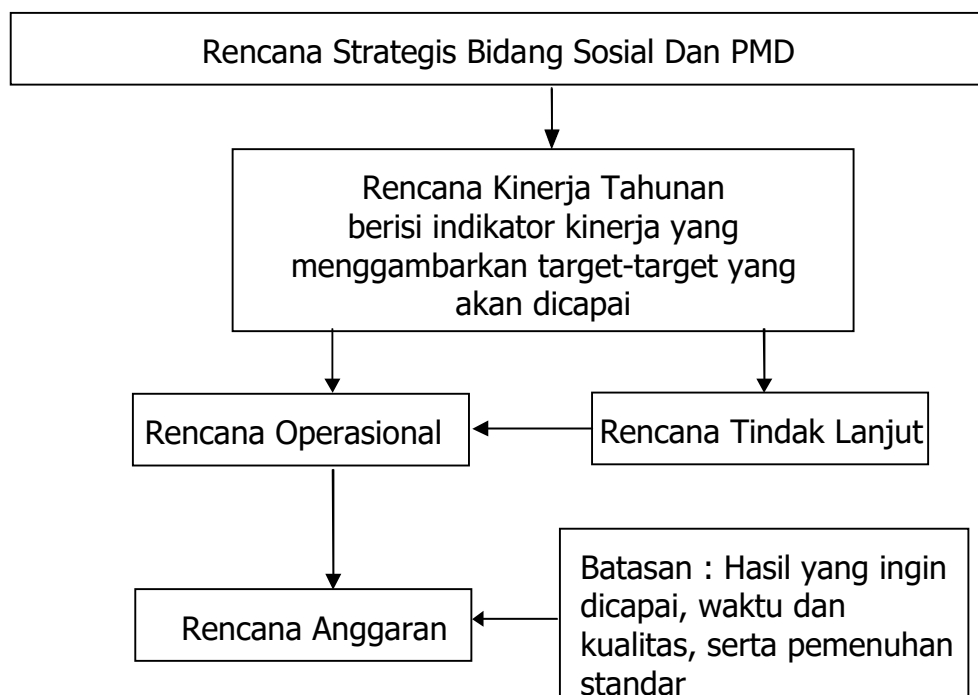 Rencana Strategis Bidang Sosial Dan PMD
Rencana Kinerja Tahunan
berisi indikator kinerja yang
menggambarkan target-target yang
akan dicapai
Rencana Operasional
Rencana Tindak Lanjut
Rencana Anggaran
Batasan : Hasil yang ingin
dicapai, waktu dan
kualitas, serta pemenuhan
standar